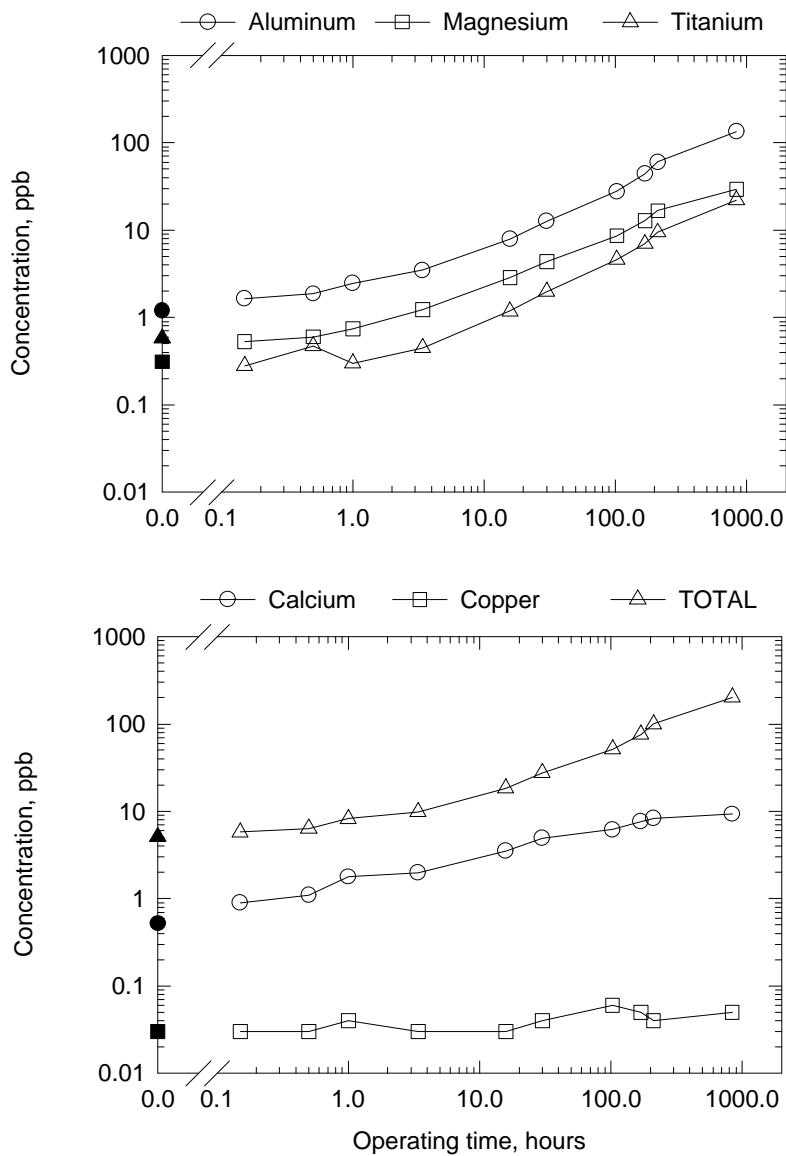 Aluminum Magnesium Titanium
1000
100
10
1
0.1
0.01
Concentration, ppb
0.0 0.1 1.0 10.0 100.0 1000.0
Calcium Copper TOTAL
1000
100
10
1
0.1
0.01
Concentration, ppb
0.0 0.1 1.0 10.0 100.0 1000.0
Operating time, hours